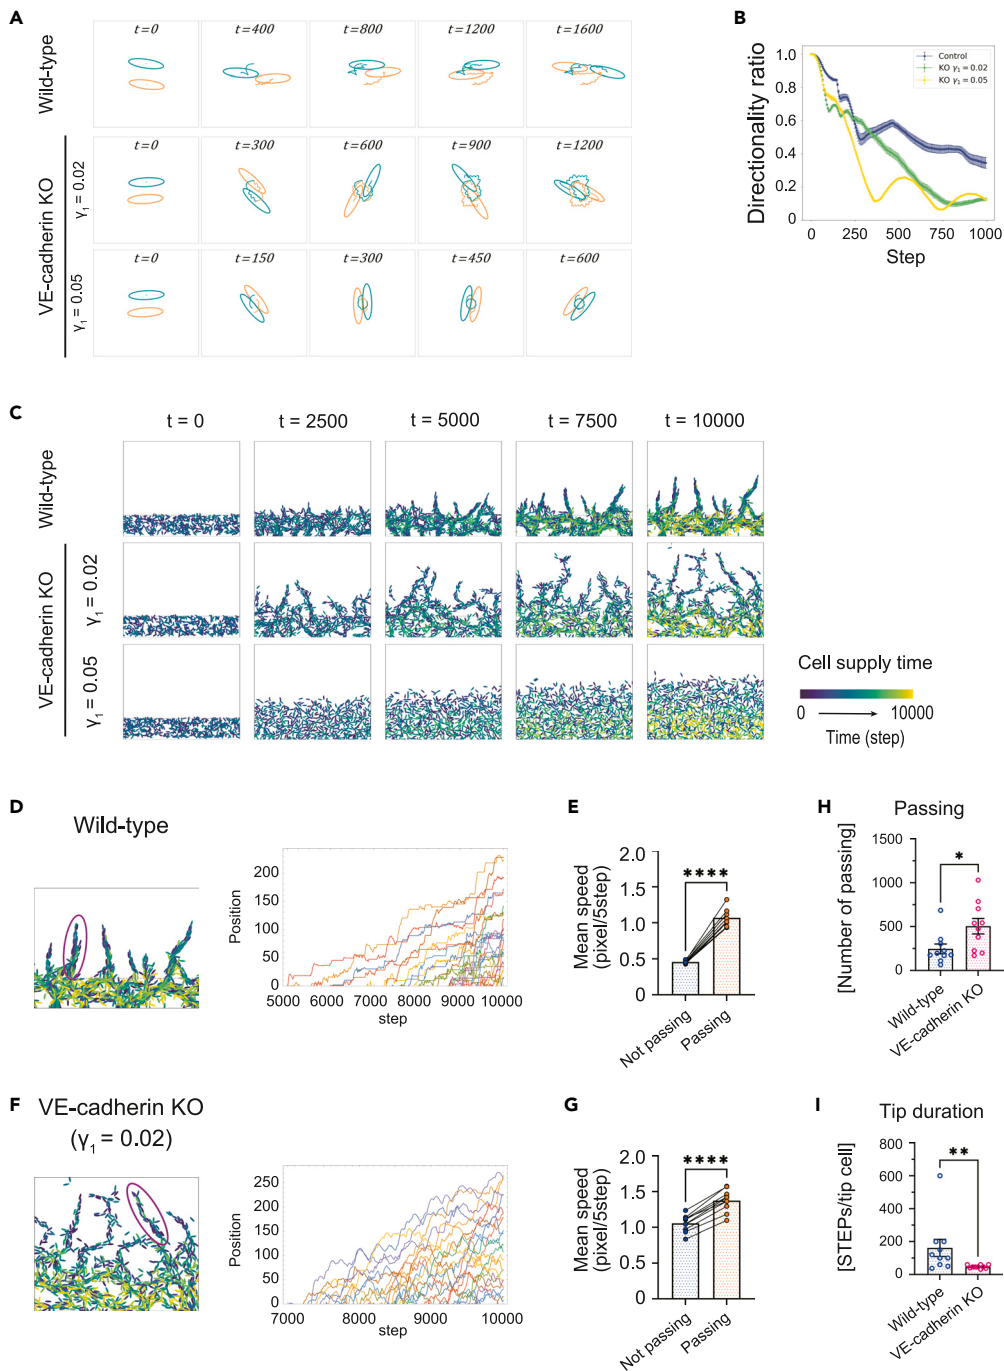 A
Wild-type
t=0
t=400
t=800
t=1200
t=1600
VE-cadherin KO
γ1 = 0.02
t=0
t=300
t=600
t=900
t=1200
γ1 = 0.05
t=0
t=150
t=300
t=450
t=600
B
Directionality ratio
1.0
0.8
0.6
0.4
0.2
0
Control
KO γ1 = 0.02
KO γ1 = 0.05
0
250
500
750
1000
Step
C
t = 0
t = 2500
t = 5000
t = 7500
t = 10000
Wild-type
VE-cadherin KO
γ1 = 0.02
γ1 = 0.05
Cell supply time
0
10000
Time (step)
D
Wild-type
Position
200
150
100
50
0
5000
6000
7000
8000
9000
10000
step
E
Mean speed
(pixel/5step)
2.0
1.5
1.0
0.5
0
****
Not passing
Passing
H
Passing
[Number of passing]
1500
1000
500
0
*
Wild-type
VE-cadherin KO
F
VE-cadherin KO
(γ1 = 0.02)
Position
250
200
150
100
50
0
7000
8000
9000
10000
step
G
Mean speed
(pixel/5step)
2.0
1.5
1.0
0.5
0
****
Not passing
Passing
I
Tip duration
[STEPs/tip cell]
800
600
400
200
0
**
Wild-type
VE-cadherin KO